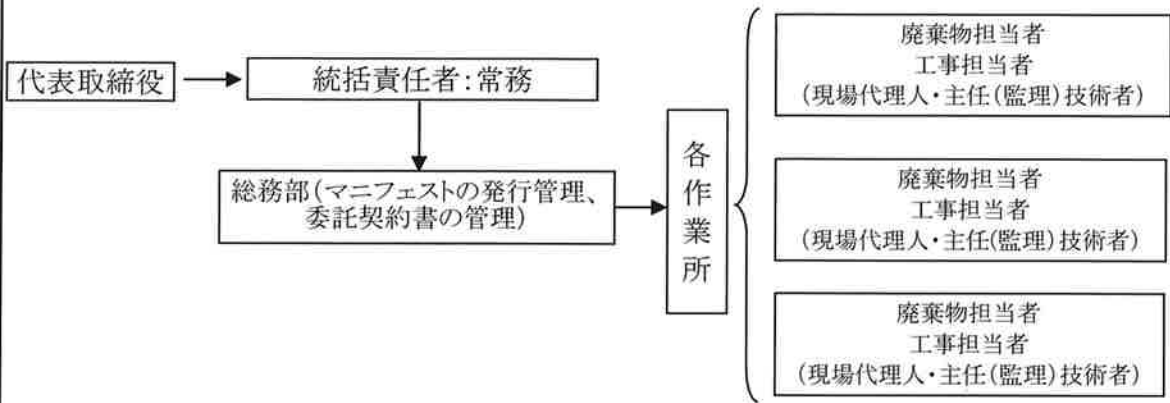 代表取締役
統括責任者:常務
総務部(マニフェストの発行管理、
委託契約書の管理)
各作業所
廃棄物担当者
工事担当者
(現場代理人・主任(監理)技術者)
廃棄物担当者
工事担当者
(現場代理人・主任(監理)技術者)
廃棄物担当者
工事担当者
(現場代理人・主任(監理)技術者)